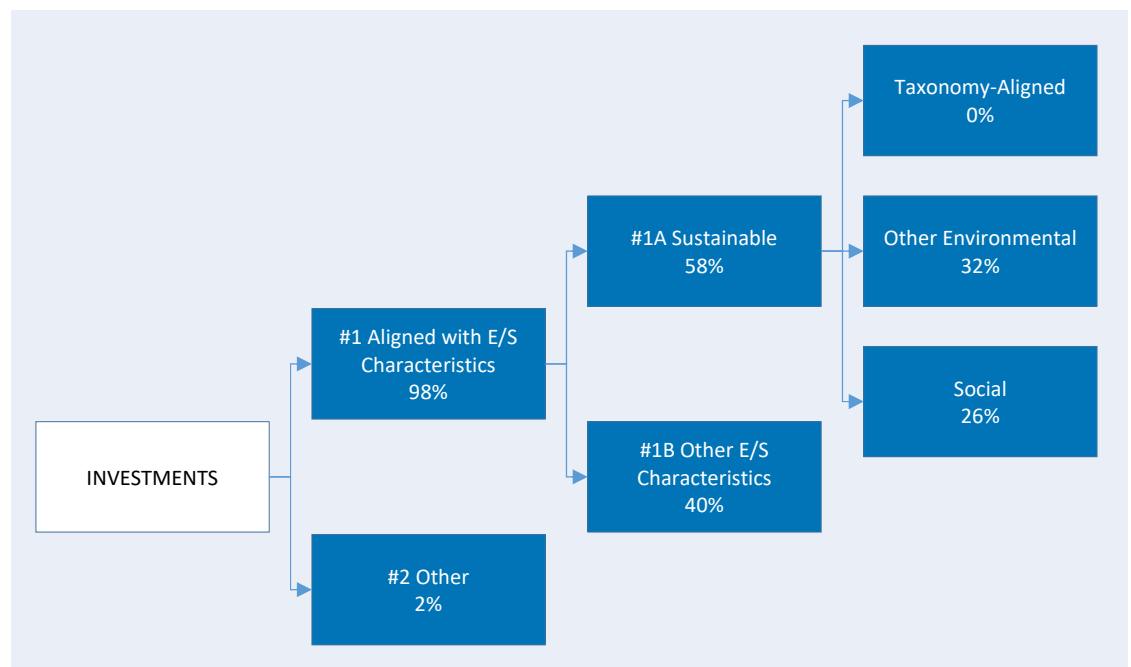 INVESTMENTS
#1 Aligned with E/S
Characteristics
98%
#2 Other
2%
#1A Sustainable
58%
#1B Other E/S
Characteristics
40%
Taxonomy-Aligned
0%
Other Environmental
32%
Social
26%